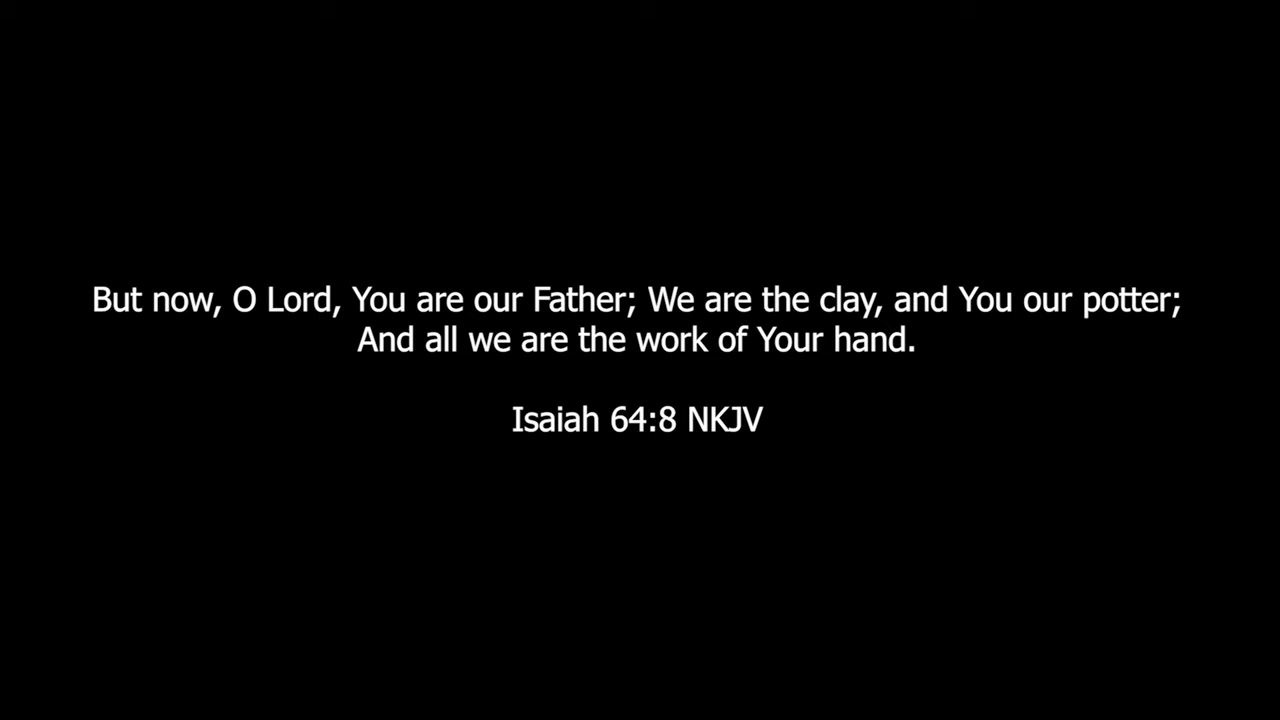 But now, O Lord, You are our Father; We are the clay, and You our potter;
And all we are the work of Your hand.
Isaiah 64:8 NKJV